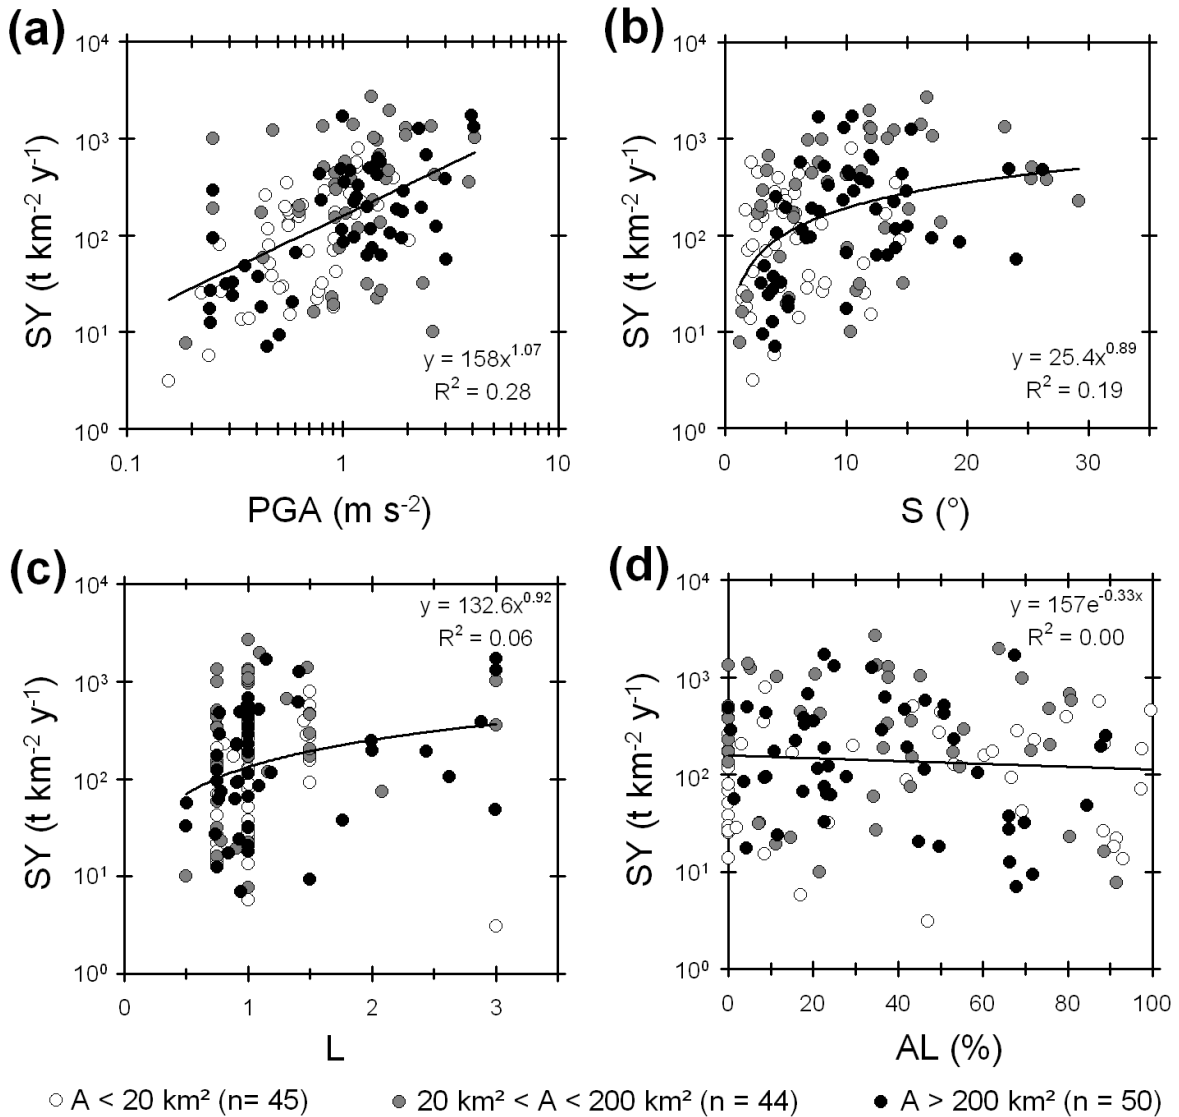 (a)
10⁴
10³
10²
10¹
10⁰
SY (t km⁻² y⁻¹)
y = 158x^1.07
R² = 0.28
0.1 1 10
PGA (m s⁻²)
(b)
10⁴
10³
10²
10¹
10⁰
SY (t km⁻² y⁻¹)
y = 25.4x^0.89
R² = 0.19
0 10 20 30
S (°)
(c)
10⁴
10³
10²
10¹
10⁰
SY (t km⁻² y⁻¹)
y = 132.6x^0.92
R² = 0.06
0 1 2 3
L
(d)
10⁴
10³
10²
10¹
10⁰
SY (t km⁻² y⁻¹)
y = 157e^-0.33x
R² = 0.00
0 20 40 60 80 100
AL (%)
A < 20 km² (n= 45) 20 km² < A < 200 km² (n = 44) A > 200 km² (n = 50)